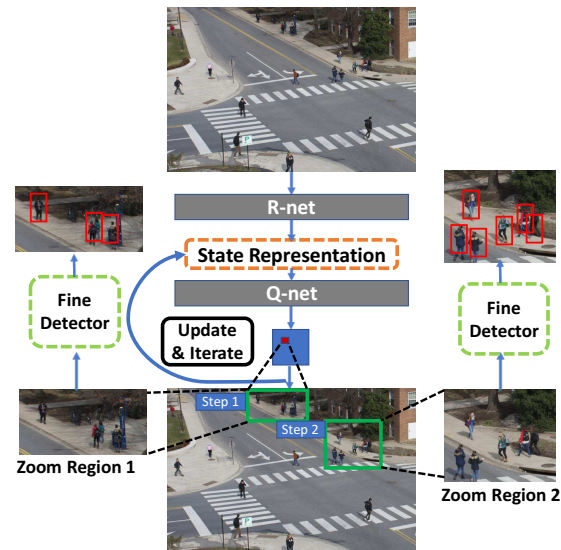 R-net
State Representation
Q-net
Fine
Detector
Update
& Iterate
Fine
Detector
Step 1
Step 2
Zoom Region 1
Zoom Region 2
P
P